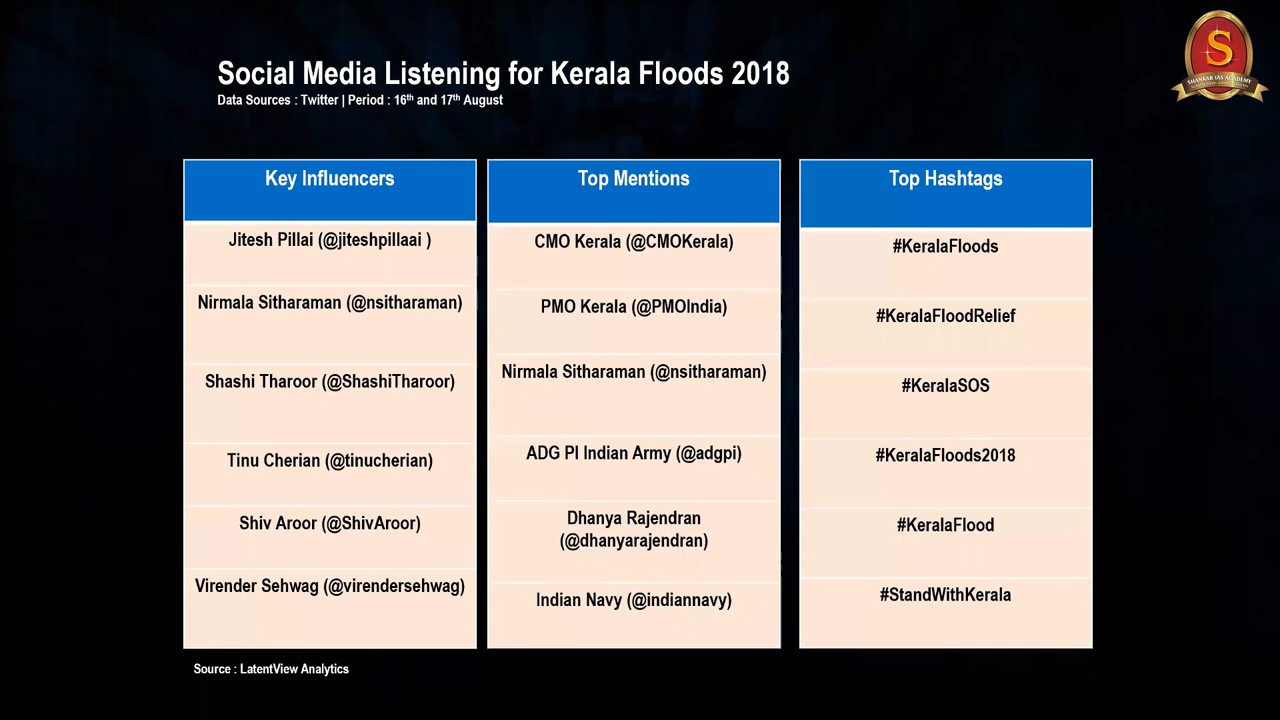 Social Media Listening for Kerala Floods 2018
Data Sources : Twitter | Period : 16th and 17th August
Key Influencers
Jitesh Pillai (@jiteshpillaai )
Nirmala Sitharaman (@nsitharaman)
Shashi Tharoor (@ShashiTharoor)
Tinu Cherian (@tinucherian)
Shiv Aroor (@ShivAroor)
Virender Sehwag (@virendersehwag)
Top Mentions
CMO Kerala (@CMOKerala)
PMO Kerala (@PMOIndia)
Nirmala Sitharaman (@nsitharaman)
ADG PI Indian Army (@adgpi)
Dhanya Rajendran
(@dhanyarajendran)
Indian Navy (@indiannavy)
Top Hashtags
#KeralaFloods
#KeralaFloodRelief
#KeralaSOS
#KeralaFloods2018
#KeralaFlood
#StandWithKerala
Source : LatentView Analytics
S
SHANKAR IAS ACADEMY